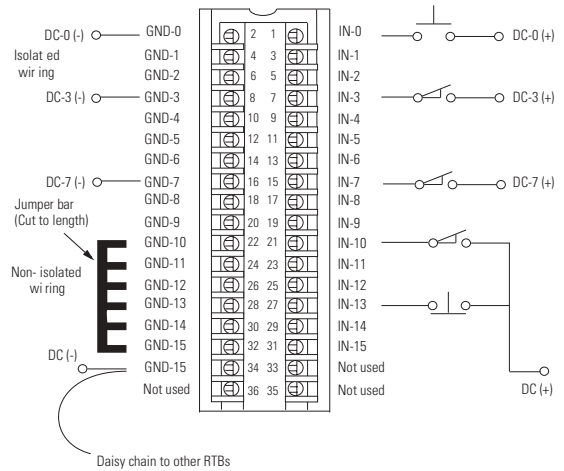 DC-0 (-) GND-0 2 1 IN-0 DC-0 (+)
Isolat ed
wir ing
GND-1 4 3 IN-1
GND-2 6 5 IN-2
DC-3 (-) GND-3 8 7 IN-3 DC-3 (+)
GND-4 10 9 IN-4
GND-5 12 11 IN-5
GND-6 14 13 IN-6
DC-7 (-) GND-7 16 15 IN-7 DC-7 (+)
Jumper bar
(Cut to length)
GND-8 18 17 IN-8
GND-9 20 19 IN-9
GND-10 22 21 IN-10
Non- isolated
wi ring
GND-11 24 23 IN-11
GND-12 26 25 IN-12
GND-13 28 27 IN-13
GND-14 30 29 IN-14
GND-15 32 31 IN-15
DC (-) GND-15 34 33 Not used
Not used 36 35 Not used
DC (+)
Daisy chain to other RTBs